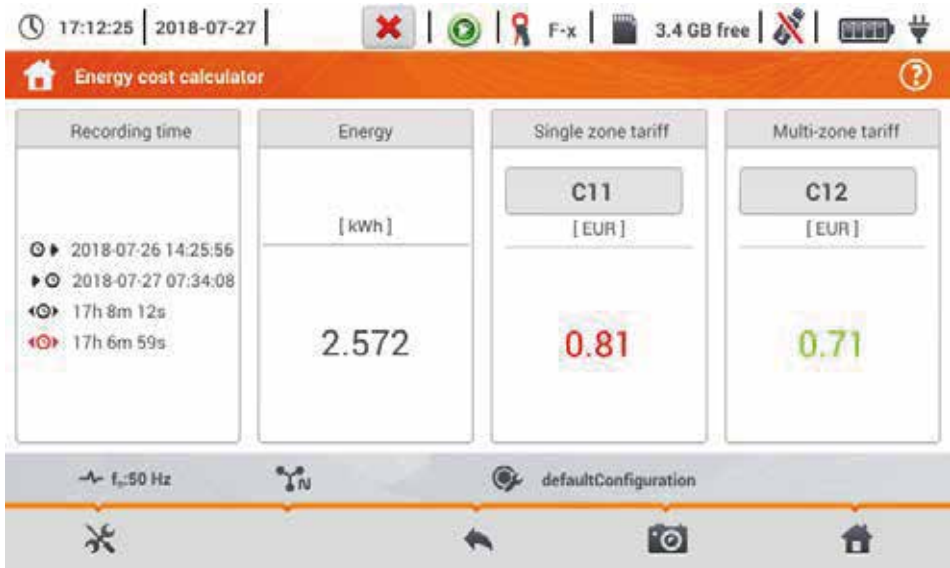 17:12:25 2018-07-27 F-x 3.4 GB free
Energy cost calculator ?
Recording time
2018-07-26 14:25:56
2018-07-27 07:34:08
17h 8m 12s
17h 6m 59s
Energy
[ kWh ]
2.572
Single zone tariff
C11
[ EUR ]
0.81
Multi-zone tariff
C12
[ EUR ]
0.71
fₙ:50 Hz N defaultConfiguration